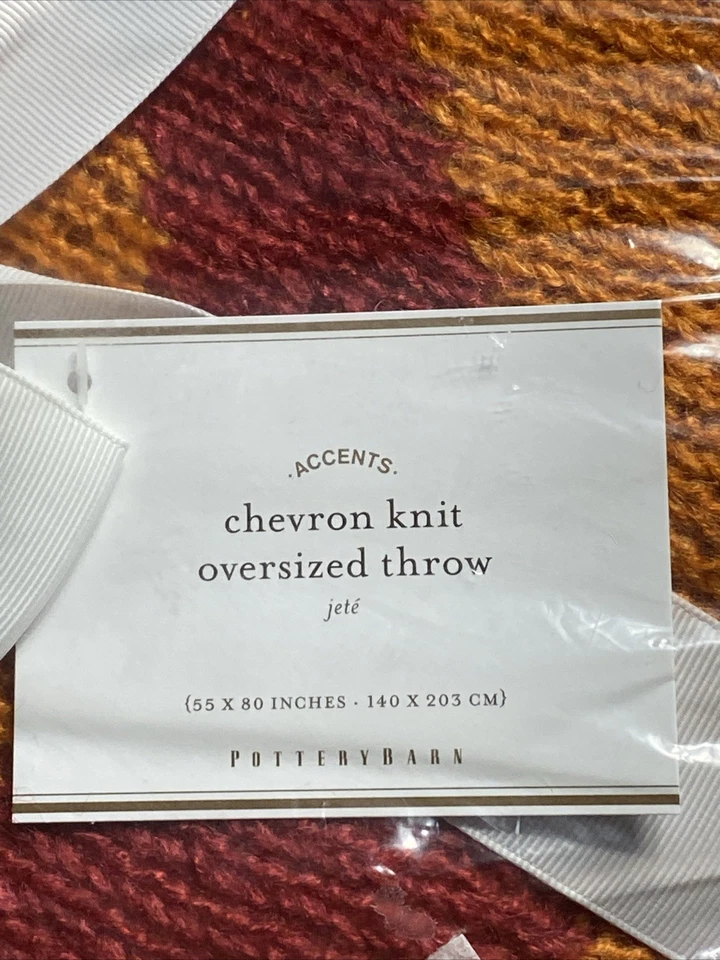 .ACCENTS.
chevron knit
oversized throw
jeté
{55 X 80 INCHES · 140 X 203 CM}
POTTERYBARN